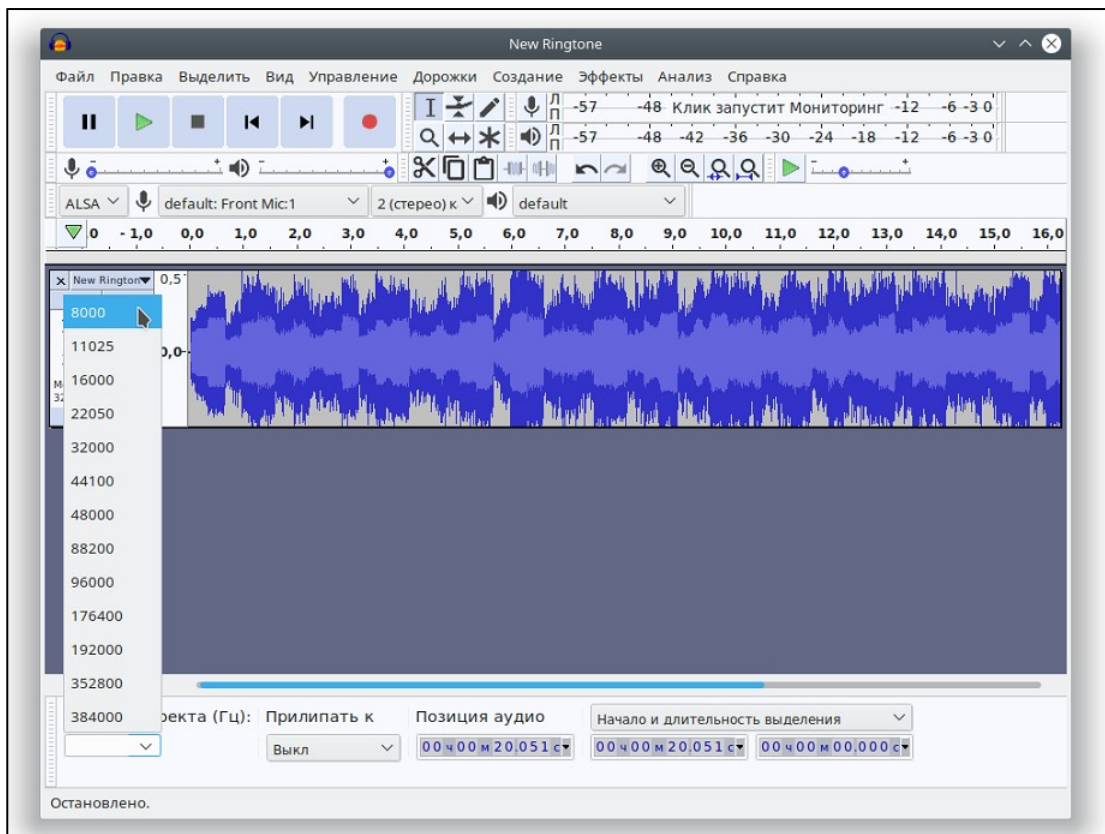 New Ringtone
Файл Правка Выделить Вид Управление Дорожки Создание Эффекты Анализ Справка
Л П -57 -48 Клик запустит Мониторинг -12 -6 -3 0
Л П -57 -48 -42 -36 -30 -24 -18 -12 -6 -3 0
ALSA default: Front Mic:1 2 (стерео) к default
0 -1,0 0,0 1,0 2,0 3,0 4,0 5,0 6,0 7,0 8,0 9,0 10,0 11,0 12,0 13,0 14,0 15,0 16,0
New Rington 0,5
8000
11025
0,0
16000
22050
32000
44100
48000
88200
96000
176400
192000
352800
384000
екта (Гц): Прилипать к Позиция аудио Начало и длительность выделения
Выкл 00 ч 00 м 20.051 с 00 ч 00 м 20.051 с 00 ч 00 м 00.000 с
Остановлено.